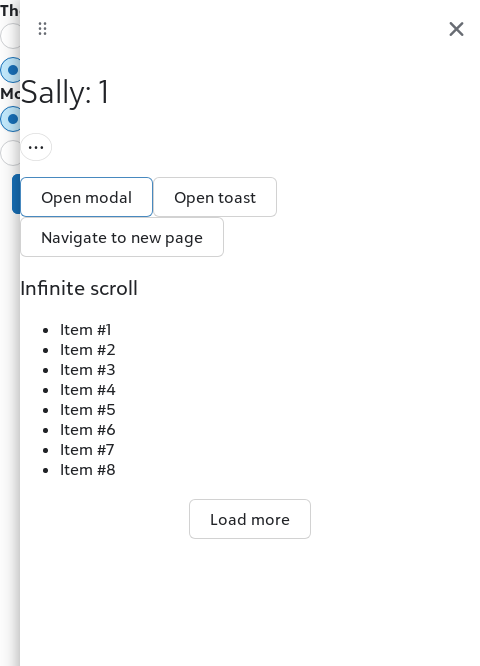 Th
Sally: 1
Open modal
Open toast
Mo
Navigate to new page
Infinite scroll
Item #1
Item #2
Item #3
Item #4
Item #5
Item #6
Item #7
Item #8
Load more